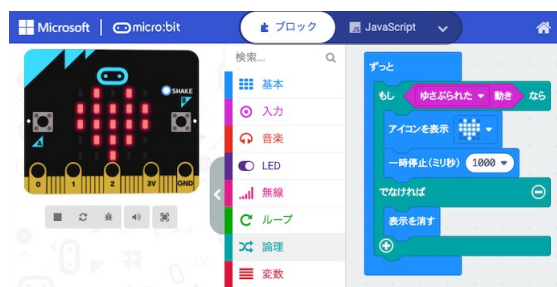 Microsoft micro:bit ブロック JavaScript
検索...
基本
入力
音楽
LED
無線
ループ
論理
変数
SHAKE
B
A
0 1 2 3V GND
ずっと
もし ゆさぶられた 動き なら
アイコンを表示
一時停止(ミリ秒) 1000
でなければ
表示を消す